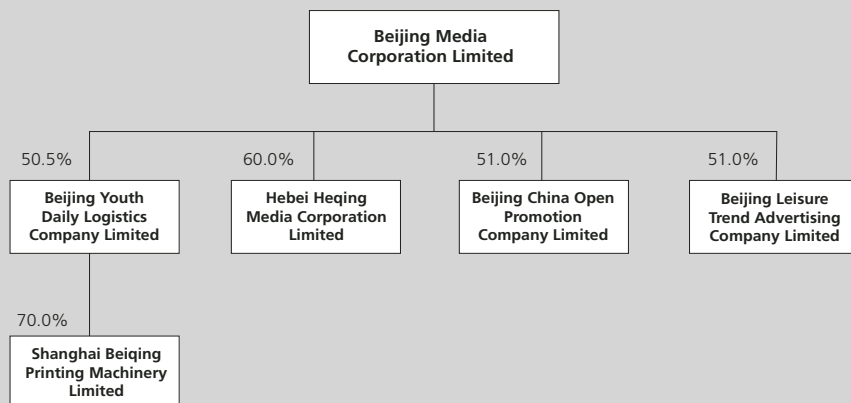 Beijing Media
Corporation Limited
50.5%
60.0%
51.0%
51.0%
Beijing Youth
Daily Logistics
Company Limited
Hebei Heqing
Media Corporation
Limited
Beijing China Open
Promotion
Company Limited
Beijing Leisure
Trend Advertising
Company Limited
70.0%
Shanghai Beiqing
Printing Machinery
Limited